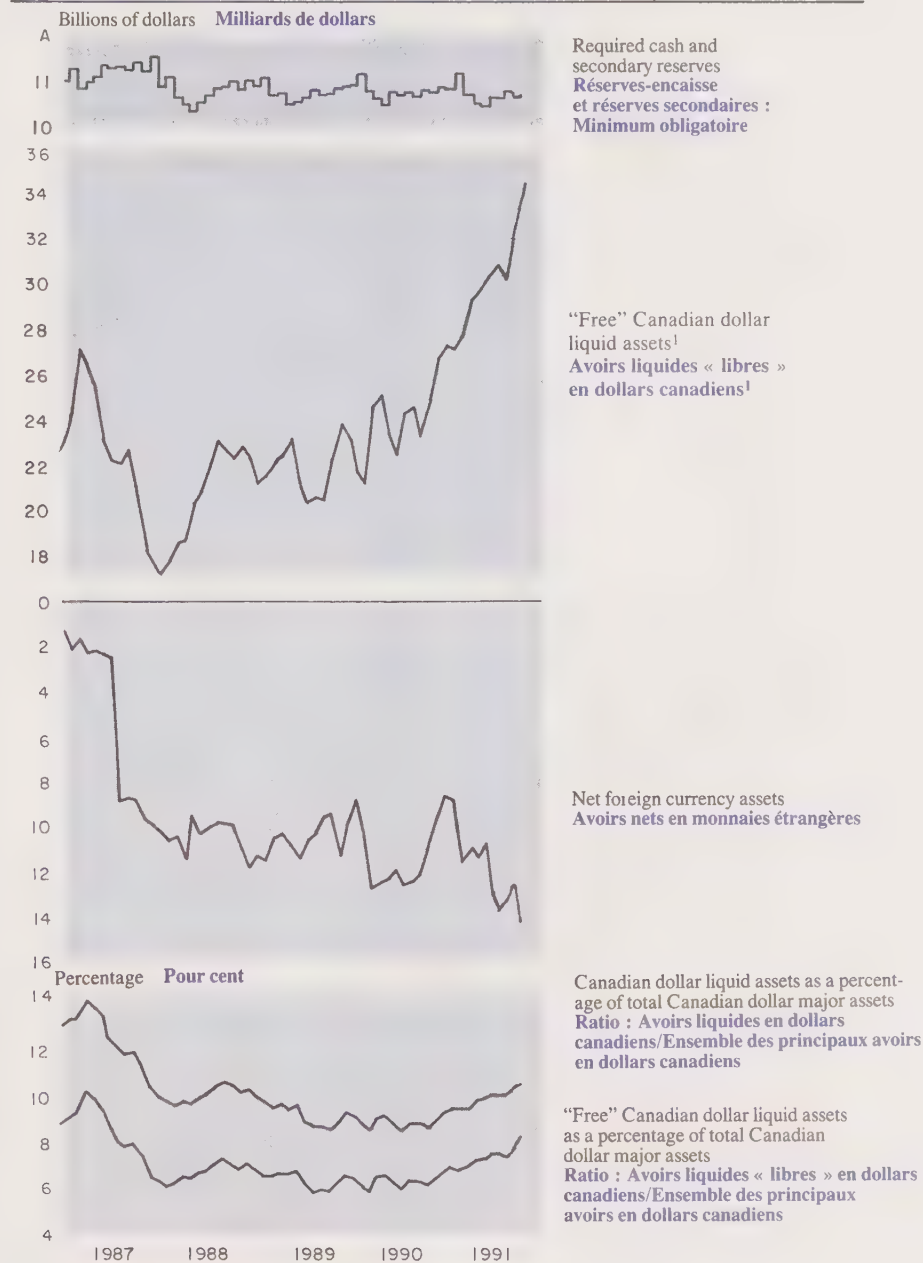 Billions of dollars Milliards de dollars
A
11
10
Required cash and
secondary reserves
Réserves-encaisse
et réserves secondaires :
Minimum obligatoire
36
34
32
30
28
26
24
22
20
18
"Free" Canadian dollar
liquid assets¹
Avoirs liquides « libres »
en dollars canadiens¹
0
2
4
6
8
10
12
14
16
Net foreign currency assets
Avoirs nets en monnaies étrangères
Percentage Pour cent
14
12
10
8
6
4
Canadian dollar liquid assets as a percent-
age of total Canadian dollar major assets
Ratio : Avoirs liquides en dollars
canadiens/Ensemble des principaux avoirs
en dollars canadiens
"Free" Canadian dollar liquid assets
as a percentage of total Canadian
dollar major assets
Ratio : Avoirs liquides « libres » en dollars
canadiens/Ensemble des principaux
avoirs en dollars canadiens
1987 1988 1989 1990 1991